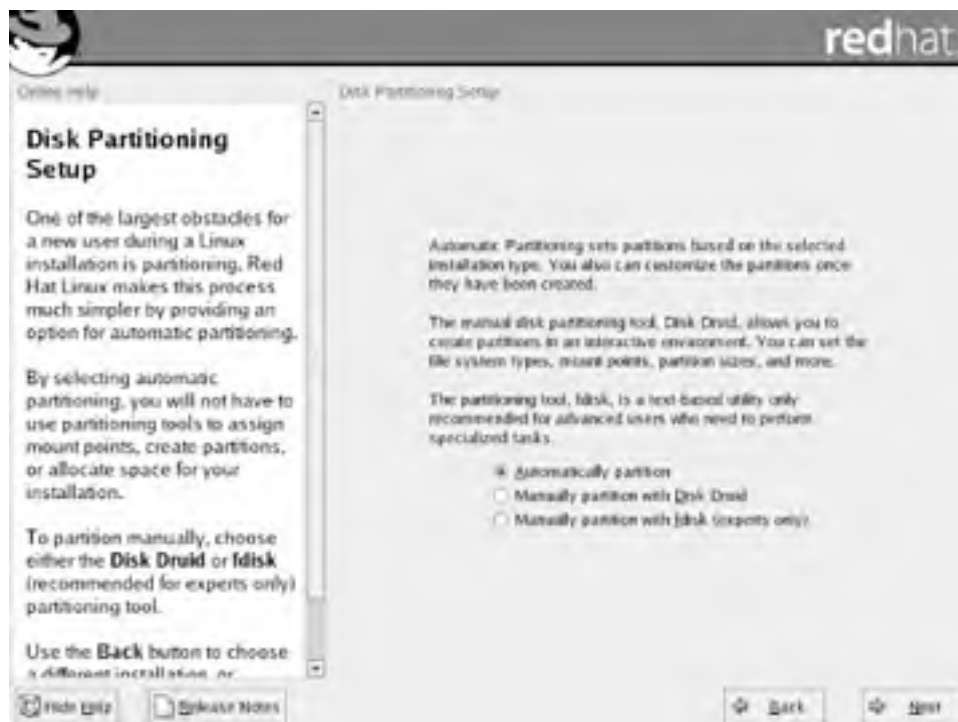 redhat
Online Help
Disk Partitioning Setup
Disk Partitioning
Setup
One of the largest obstacles for
a new user during a Linux
installation is partitioning. Red
Hat Linux makes this process
much simpler by providing an
option for automatic partitioning.
By selecting automatic
partitioning, you will not have to
use partitioning tools to assign
mount points, create partitions,
or allocate space for your
installation.
To partition manually, choose
either the Disk Druid or fdisk
(recommended for experts only)
partitioning tool.
Use the Back button to choose
a different installation, or
Automatic Partitioning sets partitions based on the selected
installation type. You also can customize the partitions once
they have been created.
The manual disk partitioning tool, Disk Druid, allows you to
create partitions in an interactive environment. You can set the
file system types, mount points, partition sizes, and more.
The partitioning tool, fdisk, is a text-based utility only
recommended for advanced users who need to perform
specialized tasks.
Automatically partition
Manually partition with Disk Druid
Manually partition with fdisk (experts only)
Hide Help
Release Notes
Back
Next